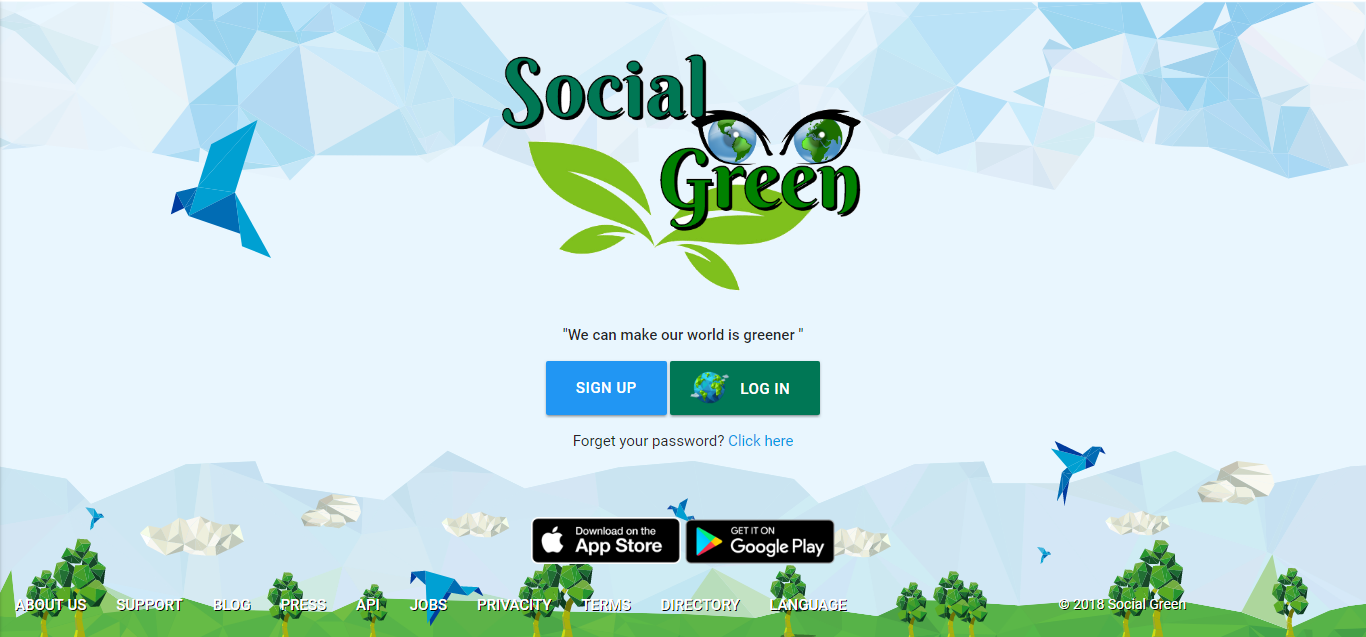 Social
Green
"We can make our world is greener "
SIGN UP LOG IN
Forget your password? Click here
Download on the GET IT ON
App Store Google Play
ABOUT US SUPPORT BLOG PRESS API JOBS PRIVACITY TERMS DIRECTORY LANGUAGE © 2018 Social Green